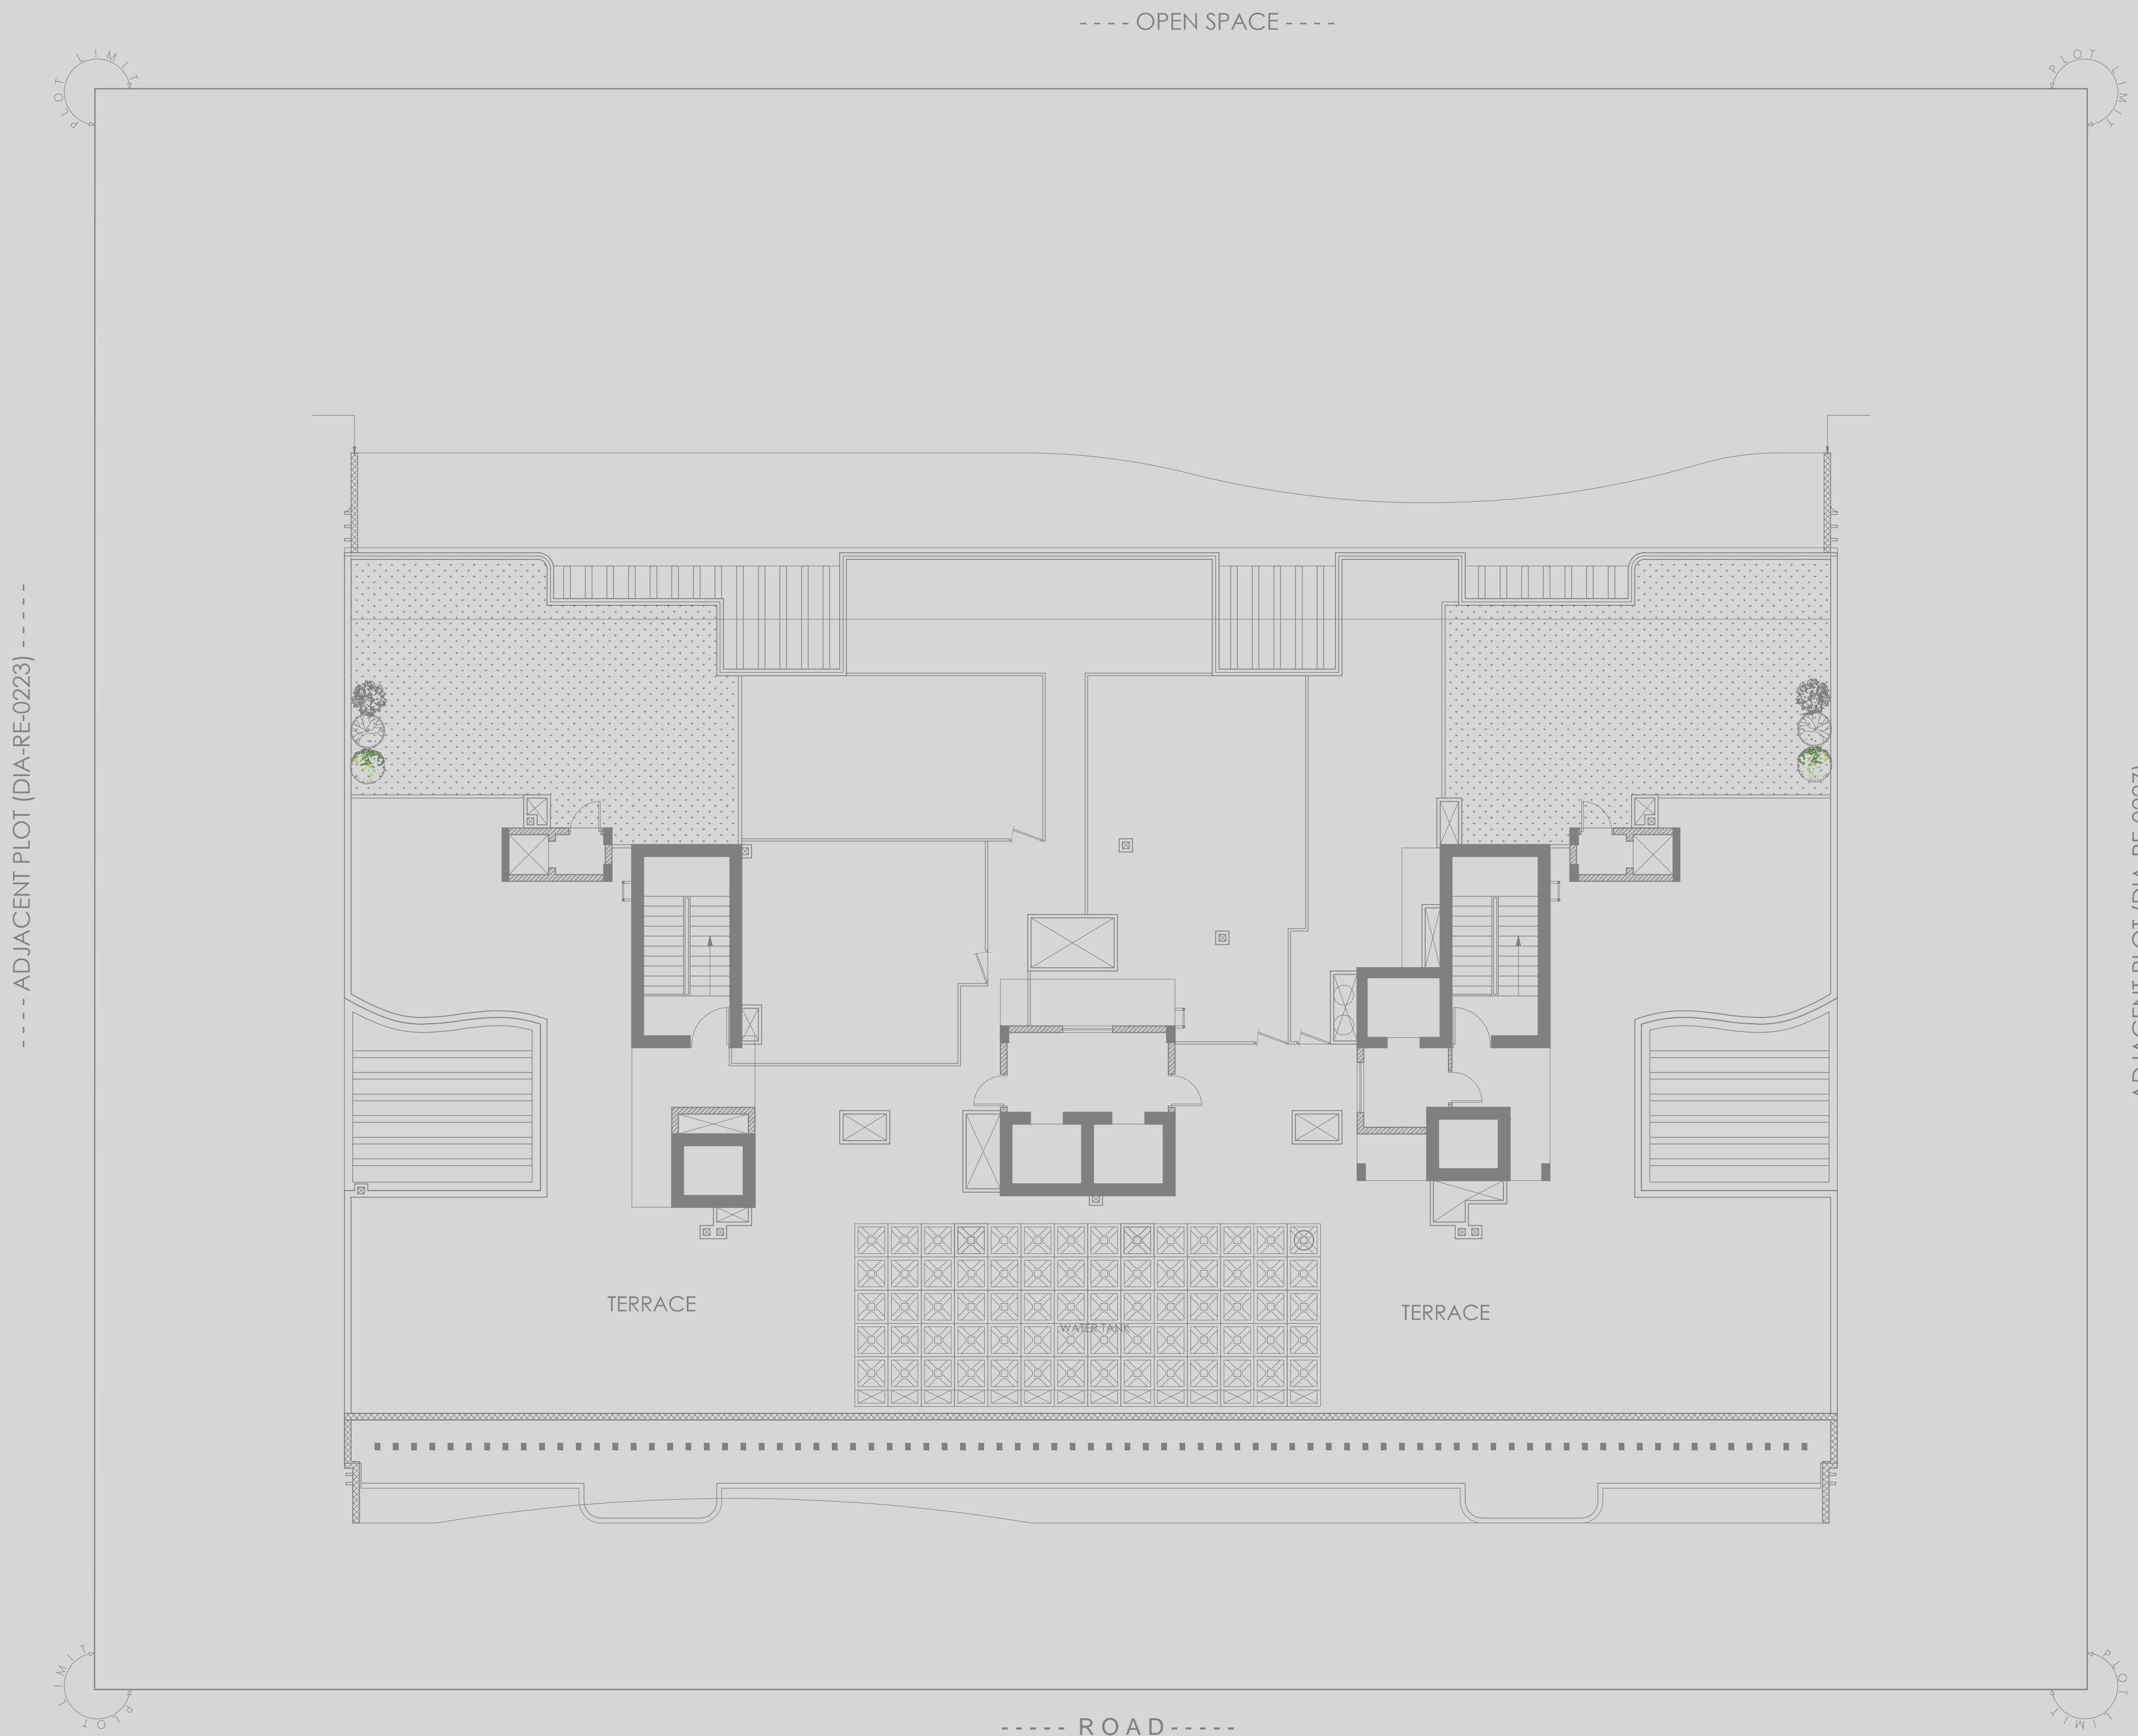 - - - - OPEN SPACE - - - -
PLOT LIMIT
PLOT LIMIT
- - - - ADJACENT PLOT (DIA-RE-0223) - - - -
TERRACE
TERRACE
WATER TANK
PLOT LIMIT
PLOT LIMIT
- - - - - ROAD - - - - -